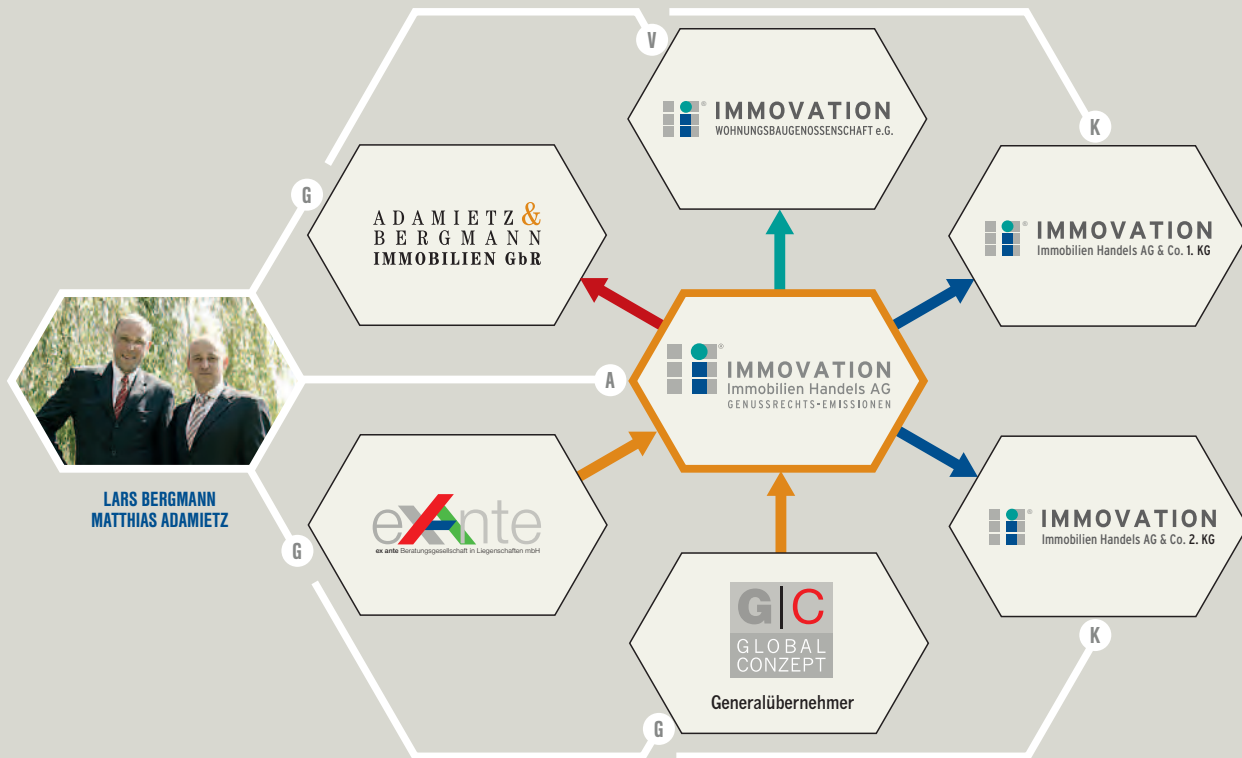 V
IMMOVATION
WOHNUNGSBAUGENOSSENSCHAFT e.G.
K
G
ADAMIETZ &
BERGMANN
IMMOBILIEN GbR
IMMOVATION
Immobilien Handels AG & Co. 1. KG
A
IMMOVATION
Immobilien Handels AG
GENUSSRECHTS-EMISSIONEN
LARS BERGMANN
MATTHIAS ADAMIETZ
G
exAnte
ex ante Beratungsgesellschaft in Liegenschaften mbH
IMMOVATION
Immobilien Handels AG & Co. 2. KG
G|C
GLOBAL
CONZEPT
Generalübernehmer
K
G